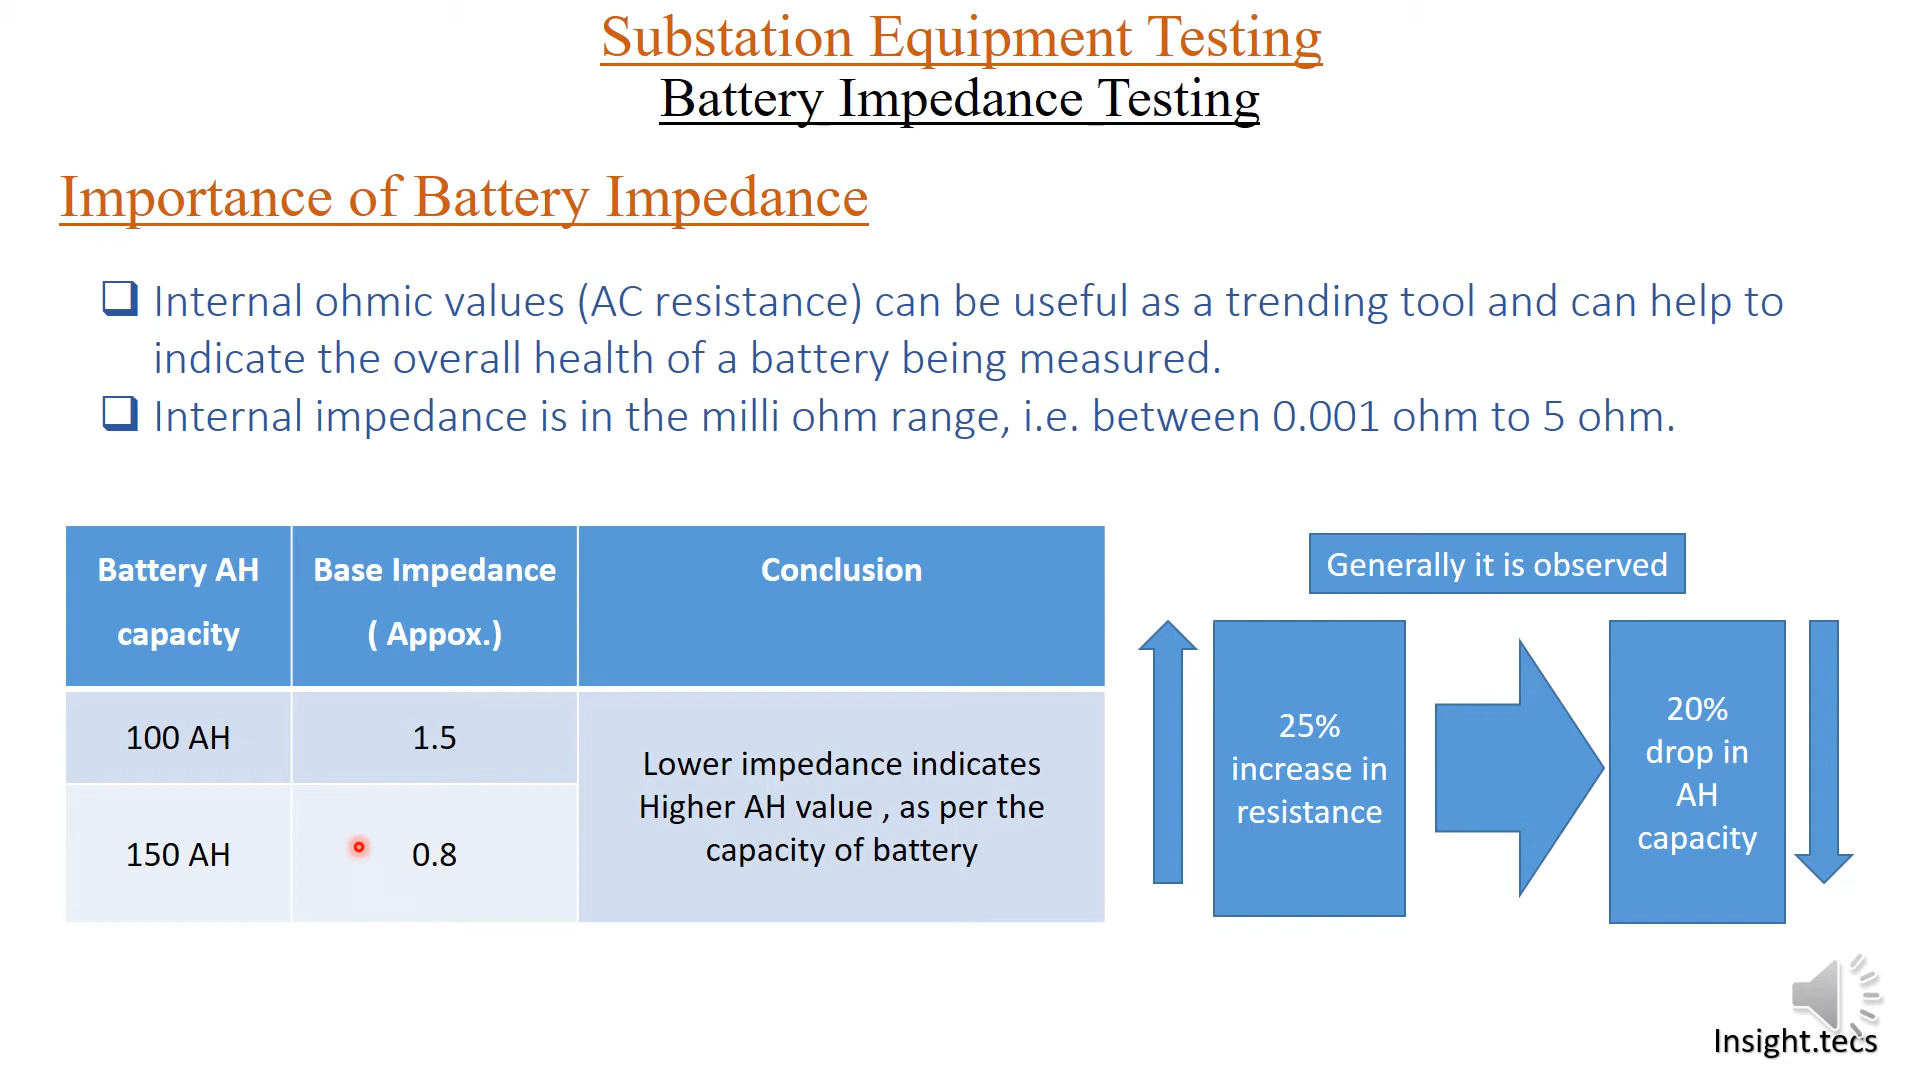 Substation Equipment Testing
Battery Impedance Testing
Importance of Battery Impedance
Internal ohmic values (AC resistance) can be useful as a trending tool and can help to
indicate the overall health of a battery being measured.
Internal impedance is in the milli ohm range, i.e. between 0.001 ohm to 5 ohm.
Battery AH
capacity
Base Impedance
( Appox.)
Conclusion
100 AH
1.5
150 AH
0.8
Lower impedance indicates
Higher AH value , as per the
capacity of battery
Generally it is observed
25%
increase in
resistance
20%
drop in
AH
capacity
Insight.tecs